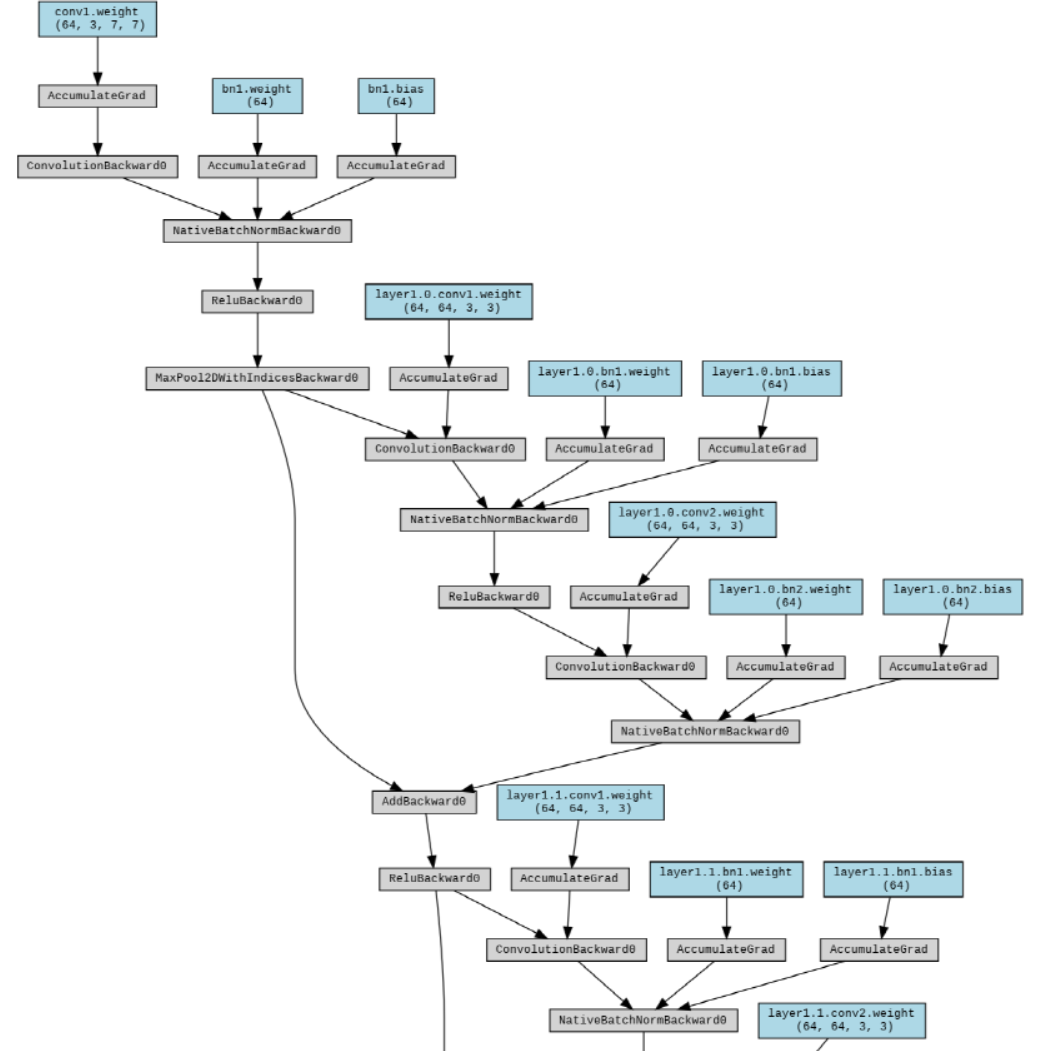 conv1.weight
(64, 3, 7, 7)
AccumulateGrad
bn1.weight
(64)
bn1.bias
(64)
ConvolutionBackward0
AccumulateGrad
AccumulateGrad
NativeBatchNormBackward0
ReluBackward0
layer1.0.conv1.weight
(64, 64, 3, 3)
MaxPool2DWithIndicesBackward0
AccumulateGrad
layer1.0.bn1.weight
(64)
layer1.0.bn1.bias
(64)
ConvolutionBackward0
AccumulateGrad
AccumulateGrad
NativeBatchNormBackward0
layer1.0.conv2.weight
(64, 64, 3, 3)
ReluBackward0
AccumulateGrad
layer1.0.bn2.weight
(64)
layer1.0.bn2.bias
(64)
ConvolutionBackward0
AccumulateGrad
AccumulateGrad
NativeBatchNormBackward0
AddBackward0
layer1.1.conv1.weight
(64, 64, 3, 3)
ReluBackward0
AccumulateGrad
layer1.1.bn1.weight
(64)
layer1.1.bn1.bias
(64)
ConvolutionBackward0
AccumulateGrad
AccumulateGrad
NativeBatchNormBackward0
layer1.1.conv2.weight
(64, 64, 3, 3)